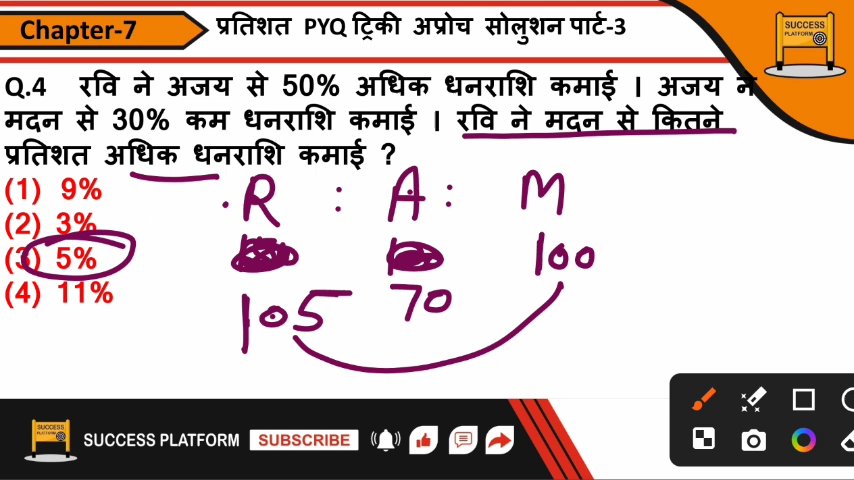 Chapter-7
प्रतिशत PYQ ट्रिकी अप्रोच सोलुशन पार्ट-3
SUCCESS
PLATFORM
Q.4 रवि ने अजय से 50% अधिक धनराशि कमाई । अजय ने
मदन से 30% कम धनराशि कमाई । रवि ने मदन से कितने
प्रतिशत अधिक धनराशि कमाई ?
(1) 9%
(2) 3%
(3) 5%
(4) 11%
R : A : M
100
105 70
SUCCESS
PLATFORM
SUCCESS PLATFORM SUBSCRIBE